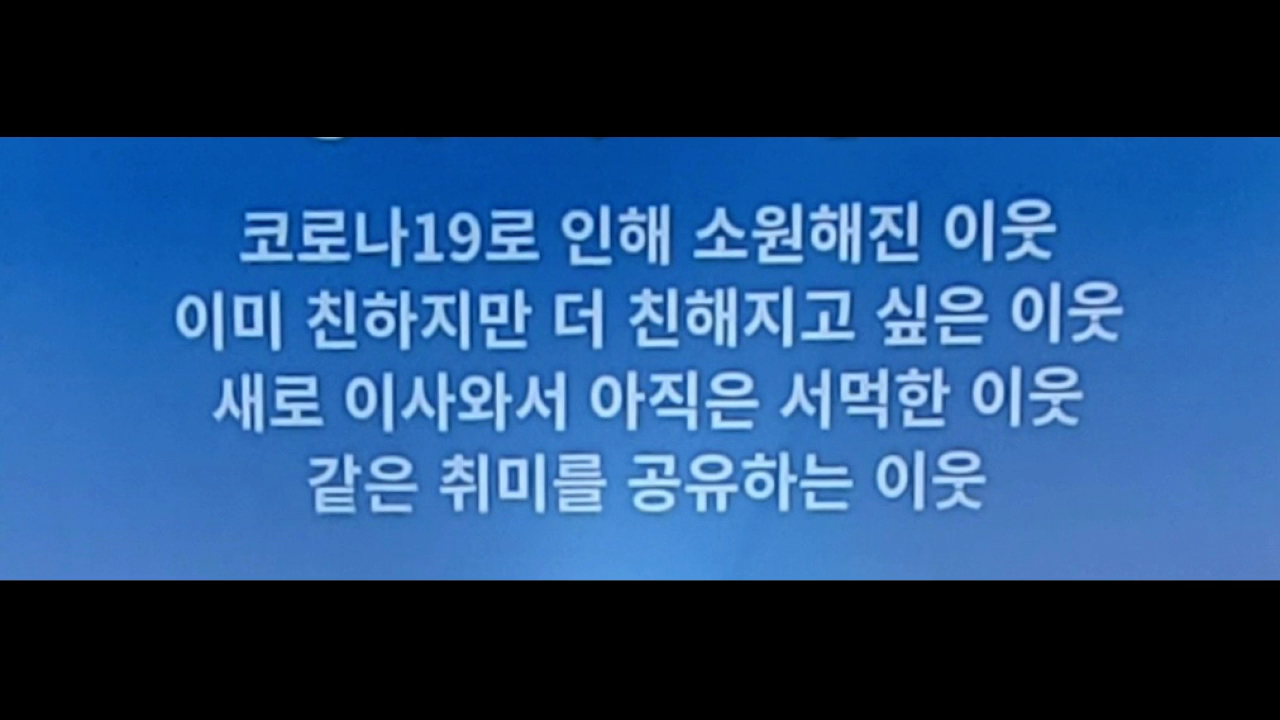 코로나19로 인해 소원해진 이웃
이미 친하지만 더 친해지고 싶은 이웃
새로 이사와서 아직은 서먹한 이웃
같은 취미를 공유하는 이웃